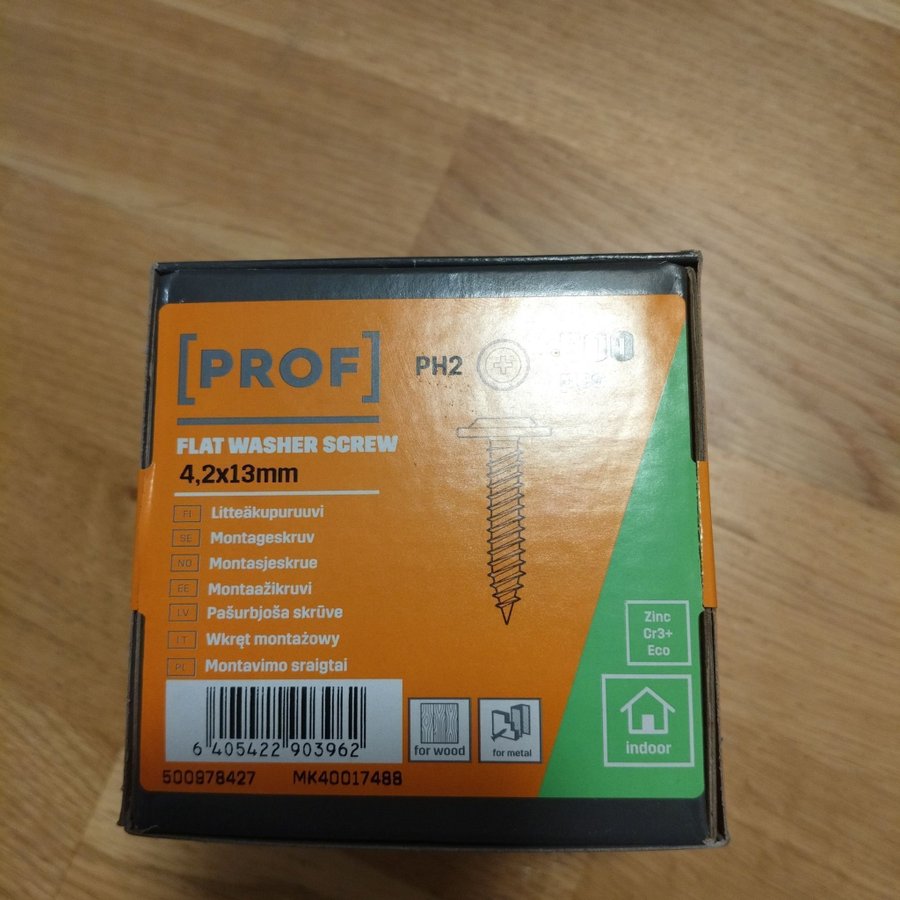 [PROF]
PH2
FLAT WASHER SCREW
4,2x13mm
FI Litteäkupuruuvi
SE Montageskruv
NO Montasjeskrue
EE Montaažikruvi
LV Pašurbjoša skrūve
IT Wkręt montażowy
PL Montavimo sraigtai
Zinc
Cr3+
Eco
for wood
for metal
indoor
6 405422 903962
500978427 MK40017488